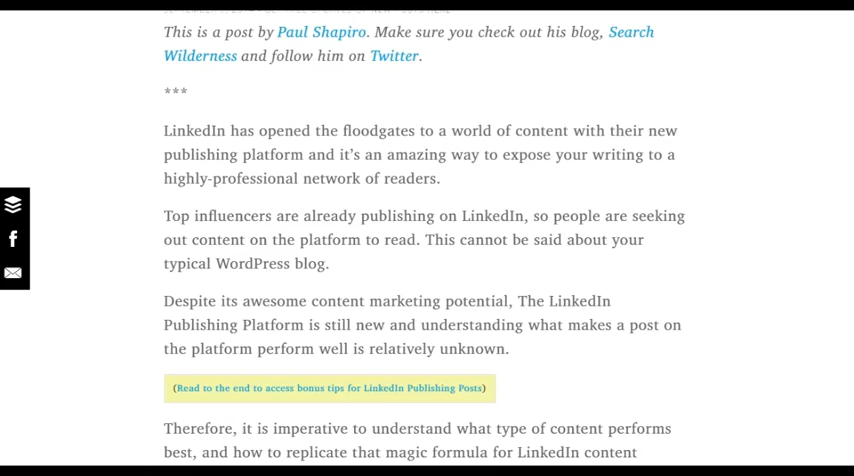 This is a post by Paul Shapiro. Make sure you check out his blog, Search
Wilderness and follow him on Twitter.
***
LinkedIn has opened the floodgates to a world of content with their new
publishing platform and it's an amazing way to expose your writing to a
highly-professional network of readers.
Top influencers are already publishing on LinkedIn, so people are seeking
out content on the platform to read. This cannot be said about your
typical WordPress blog.
Despite its awesome content marketing potential, The LinkedIn
Publishing Platform is still new and understanding what makes a post on
the platform perform well is relatively unknown.
(Read to the end to access bonus tips for LinkedIn Publishing Posts)
Therefore, it is imperative to understand what type of content performs
best, and how to replicate that magic formula for LinkedIn content